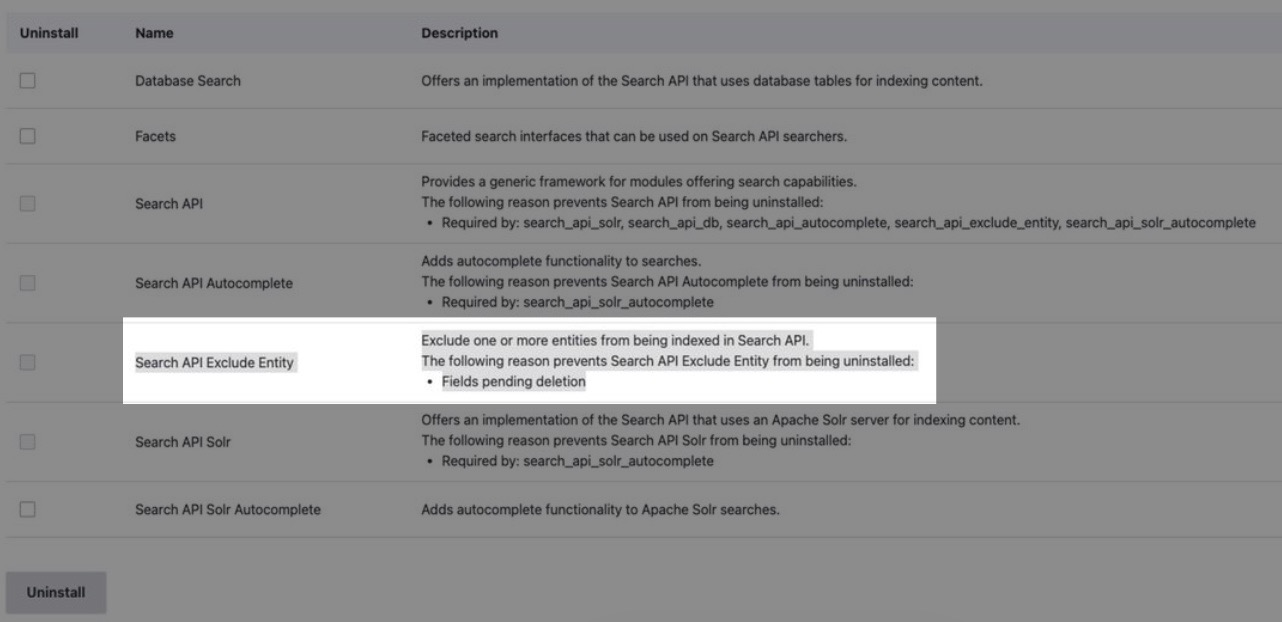 Uninstall Name Description
Database Search Offers an implementation of the Search API that uses database tables for indexing content.
Facets Faceted search interfaces that can be used on Search API searchers.
Search API Provides a generic framework for modules offering search capabilities.
The following reason prevents Search API from being uninstalled:
• Required by: search_api_solr, search_api_db, search_api_autocomplete, search_api_exclude_entity, search_api_solr_autocomplete
Search API Autocomplete Adds autocomplete functionality to searches.
The following reason prevents Search API Autocomplete from being uninstalled:
• Required by: search_api_solr_autocomplete
Search API Exclude Entity Exclude one or more entities from being indexed in Search API.
The following reason prevents Search API Exclude Entity from being uninstalled:
• Fields pending deletion
Search API Solr Offers an implementation of the Search API that uses an Apache Solr server for indexing content.
The following reason prevents Search API Solr from being uninstalled:
• Required by: search_api_solr_autocomplete
Search API Solr Autocomplete Adds autocomplete functionality to Apache Solr searches.
Uninstall